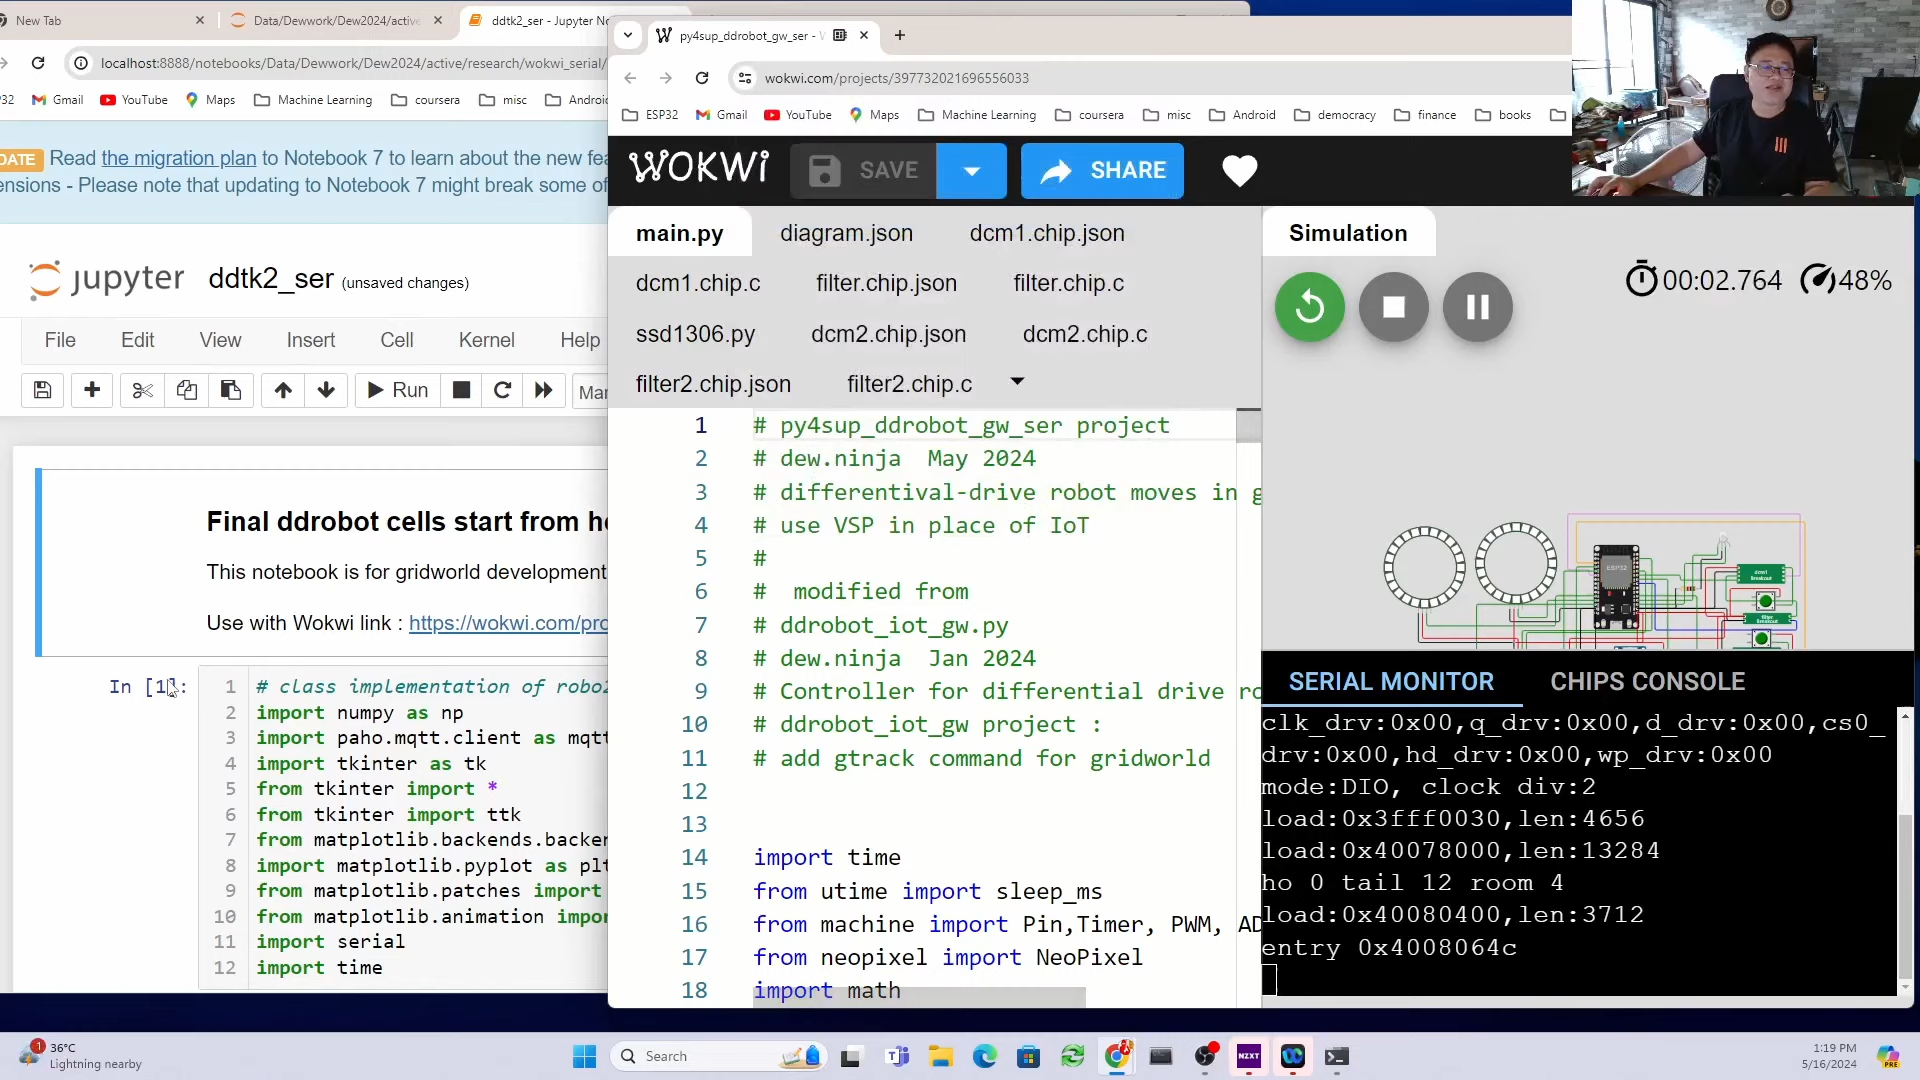 New Tab
Data/Dewwork/Dew2024/active
ddtk2_ser - Jupyter No
localhost:8888/notebooks/Data/Dewwork/Dew2024/active/research/wokwi_serial/
Gmail
YouTube
Maps
Machine Learning
coursera
misc
Android
DATE Read the migration plan to Notebook 7 to learn about the new fea
ensions - Please note that updating to Notebook 7 might break some of
jupyter ddtk2_ser (unsaved changes)
File Edit View Insert Cell Kernel Help
Run
Final ddrobot cells start from he
This notebook is for gridworld development
Use with Wokwi link : https://wokwi.com/pro
In [1]:
1 # class implementation of robo2
2 import numpy as np
3 import paho.mqtt.client as mqtt
4 import tkinter as tk
5 from tkinter import *
6 from tkinter import ttk
7 from matplotlib.backends.backen
8 import matplotlib.pyplot as plt
9 from matplotlib.patches import
10 from matplotlib.animation impor
11 import serial
12 import time
py4sup_ddrobot_gw_ser -
wokwi.com/projects/397732021696556033
ESP32
Gmail
YouTube
Maps
Machine Learning
coursera
misc
Android
democracy
finance
books
WOKWi
SAVE
SHARE
main.py diagram.json dcm1.chip.json
dcm1.chip.c filter.chip.json filter.chip.c
ssd1306.py dcm2.chip.json dcm2.chip.c
filter2.chip.json filter2.chip.c
1 # py4sup_ddrobot_gw_ser project
2 # dew.ninja May 2024
3 # differentival-drive robot moves in g
4 # use VSP in place of IoT
5 #
6 # modified from
7 # ddrobot_iot_gw.py
8 # dew.ninja Jan 2024
9 # Controller for differential drive ro
10 # ddrobot_iot_gw project :
11 # add gtrack command for gridworld
12
13
14 import time
15 from utime import sleep_ms
16 from machine import Pin,Timer, PWM, AD
17 from neopixel import NeoPixel
18 import math
Simulation
00:02.764 48%
ESP32
SERIAL MONITOR CHIPS CONSOLE
clk_drv:0x00,q_drv:0x00,d_drv:0x00,cs0_
drv:0x00,hd_drv:0x00,wp_drv:0x00
mode:DIO, clock div:2
load:0x3fff0030,len:4656
load:0x40078000,len:13284
ho 0 tail 12 room 4
load:0x40080400,len:3712
entry 0x4008064c
1
36°C
Lightning nearby
Search
NZXT
PRE
1:19 PM
5/16/2024